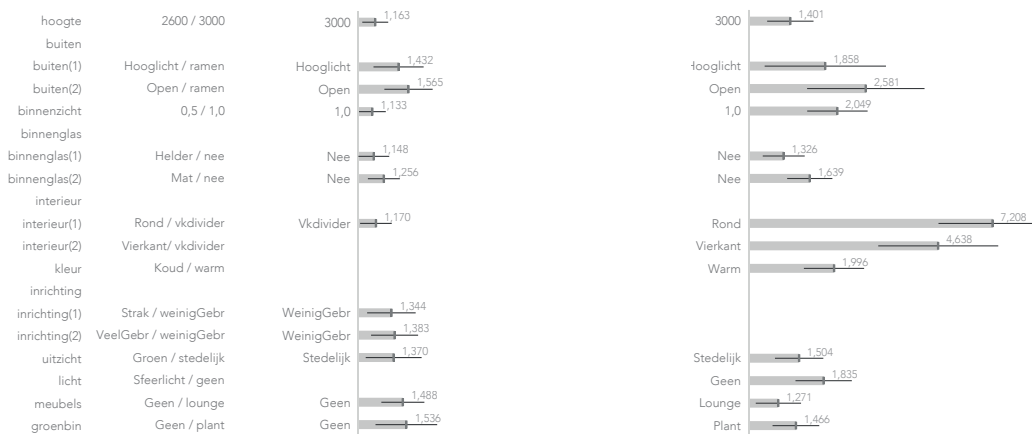 hoogte 2600 / 3000 3000 1,163 3000 1,401
buiten
buiten(1) Hooglicht / ramen Hooglicht 1,432 Hooglicht 1,858
buiten(2) Open / ramen Open 1,565 Open 2,581
binnenzicht 0,5 / 1,0 1,0 1,133 1,0 2,049
binnenglas
binnenglas(1) Helder / nee Nee 1,148 Nee 1,326
binnenglas(2) Mat / nee Nee 1,256 Nee 1,639
interieur
interieur(1) Rond / vkdivider Vkdivider 1,170 Rond 7,208
interieur(2) Vierkant/ vkdivider Vierkant 4,638
kleur Koud / warm Warm 1,996
inrichting
inrichting(1) Strak / weinigGebr WeinigGebr 1,344
inrichting(2) VeelGebr / weinigGebr WeinigGebr 1,383
uitzicht Groen / stedelijk Stedelijk 1,370 Stedelijk 1,504
licht Sfeerlicht / geen Geen 1,835
meubels Geen / lounge Geen 1,488 Lounge 1,271
groenbin Geen / plant Geen 1,536 Plant 1,466